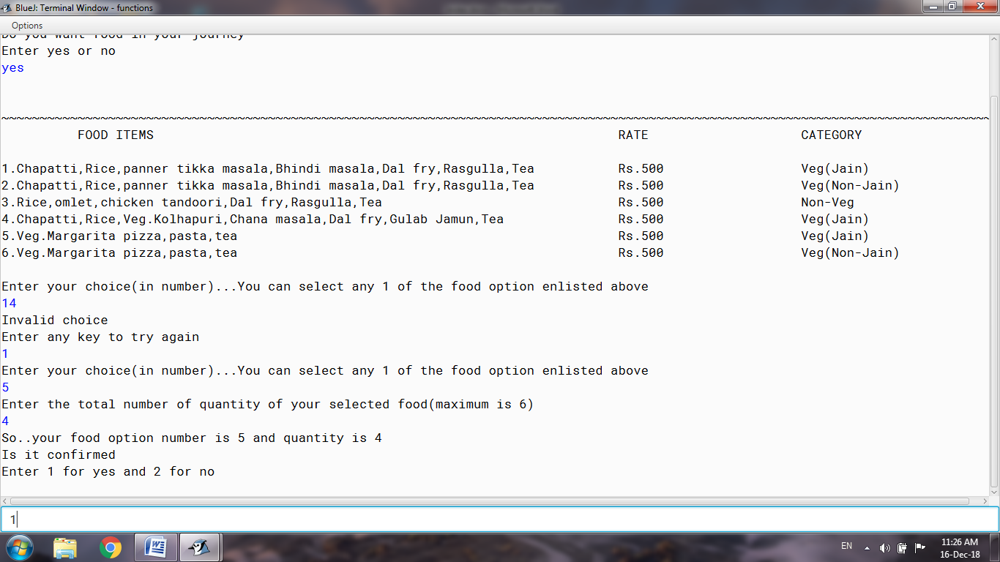 BlueJ: Terminal Window - functions
Options
Do you want food in your journey
Enter yes or no
yes
~~~~~~~~~~~~~~~~~~~~~~~~~~~~~~~~~~~~~~~~~~~~~~~~~~~~~~~~~~~~~~~~~~~~~~~~~~~~~~~~~~~~~~~~~~~~~~~~~~~~~~~~~~~~~~~~~~~~~~~~~~~~~~~~~~
FOOD ITEMS RATE CATEGORY
1.Chapatti,Rice,panner tikka masala,Bhindi masala,Dal fry,Rasgulla,Tea Rs.500 Veg(Jain)
2.Chapatti,Rice,panner tikka masala,Bhindi masala,Dal fry,Rasgulla,Tea Rs.500 Veg(Non-Jain)
3.Rice,omlet,chicken tandoori,Dal fry,Rasgulla,Tea Rs.500 Non-Veg
4.Chapatti,Rice,Veg.Kolhapuri,Chana masala,Dal fry,Gulab Jamun,Tea Rs.500 Veg(Jain)
5.Veg.Margarita pizza,pasta,tea Rs.500 Veg(Jain)
6.Veg.Margarita pizza,pasta,tea Rs.500 Veg(Non-Jain)
Enter your choice(in number)...You can select any 1 of the food option enlisted above
14
Invalid choice
Enter any key to try again
1
Enter your choice(in number)...You can select any 1 of the food option enlisted above
5
Enter the total number of quantity of your selected food(maximum is 6)
4
So..your food option number is 5 and quantity is 4
Is it confirmed
Enter 1 for yes and 2 for no
1
EN
11:26 AM
16-Dec-18